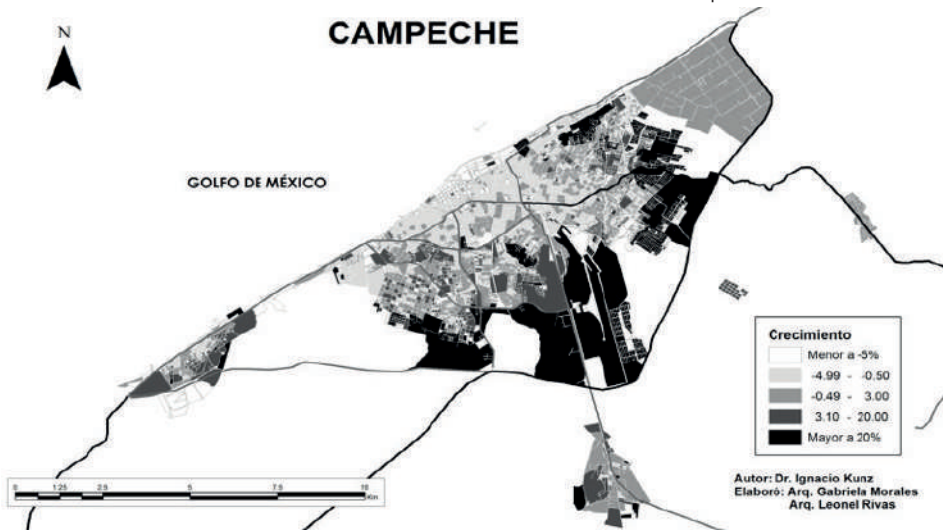 CAMPECHE
N
GOLFO DE MÉXICO
Crecimiento
Menor a -5%
-4.99 - -0.50
-0.49 - 3.00
3.10 - 20.00
Mayor a 20%
0 1.25 2.5 5 7.5 10
Km
Autor: Dr. Ignacio Kunz
Elaboró: Arq. Gabriela Morales
Arq. Leonel Rivas